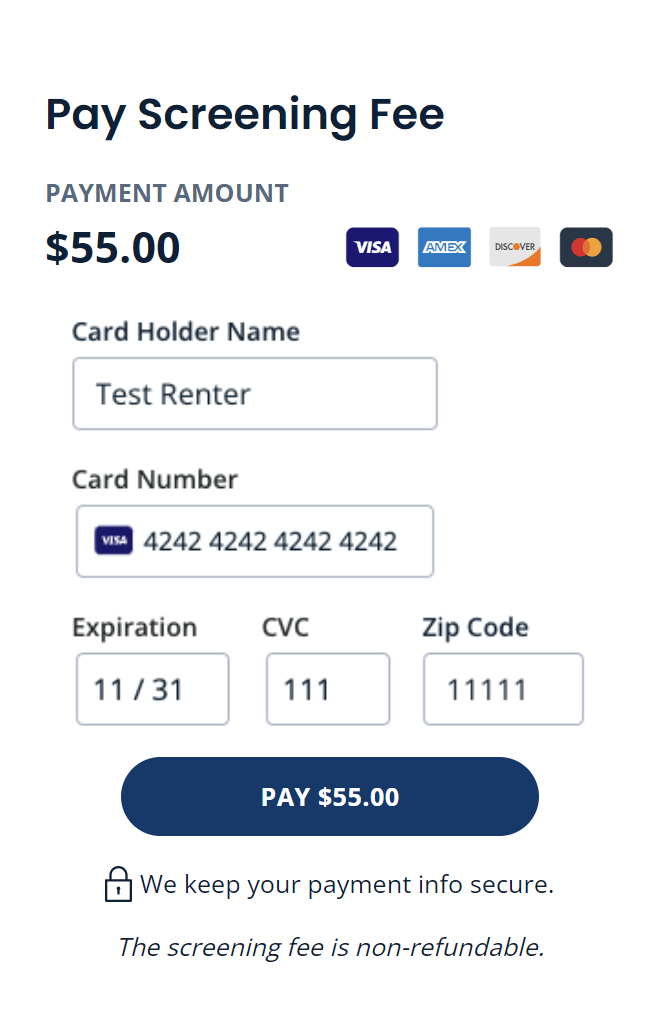 Pay Screening Fee
PAYMENT AMOUNT
$55.00 VISA AMEX DISCOVER
Card Holder Name
Test Renter
Card Number
VISA 4242 4242 4242 4242
Expiration CVC Zip Code
11 / 31 111 11111
PAY $55.00
We keep your payment info secure.
The screening fee is non-refundable.